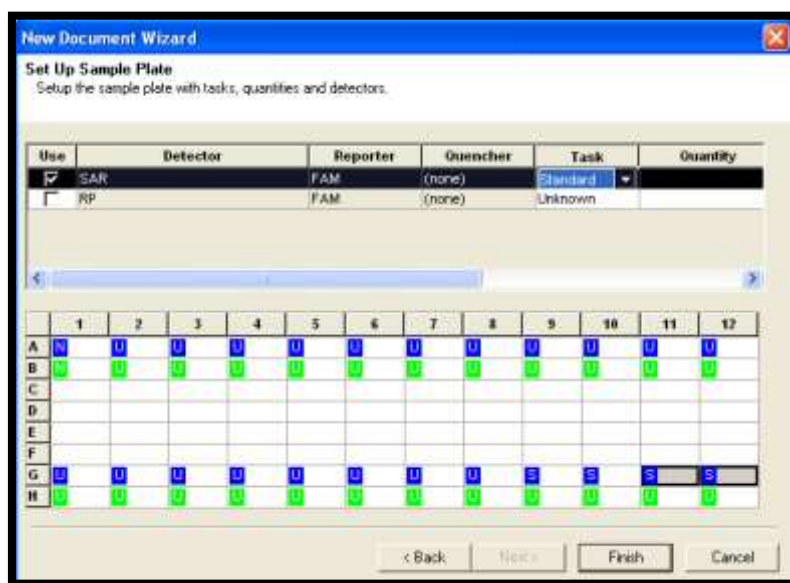 New Document Wizard
Set Up Sample Plate
Setup the sample plate with tasks, quantities and detectors.
Use Detector Reporter Quencher Task Quantity
SAR FAM (none) Standard
RP FAM (none) Unknown
1 2 3 4 5 6 7 8 9 10 11 12
A N U U U U U U U U U U U
B N U U U U U U U U U U U
C
D
E
F
G U U U U U U U U S S S S
H U U U U U U U U U U U U
< Back Next > Finish Cancel